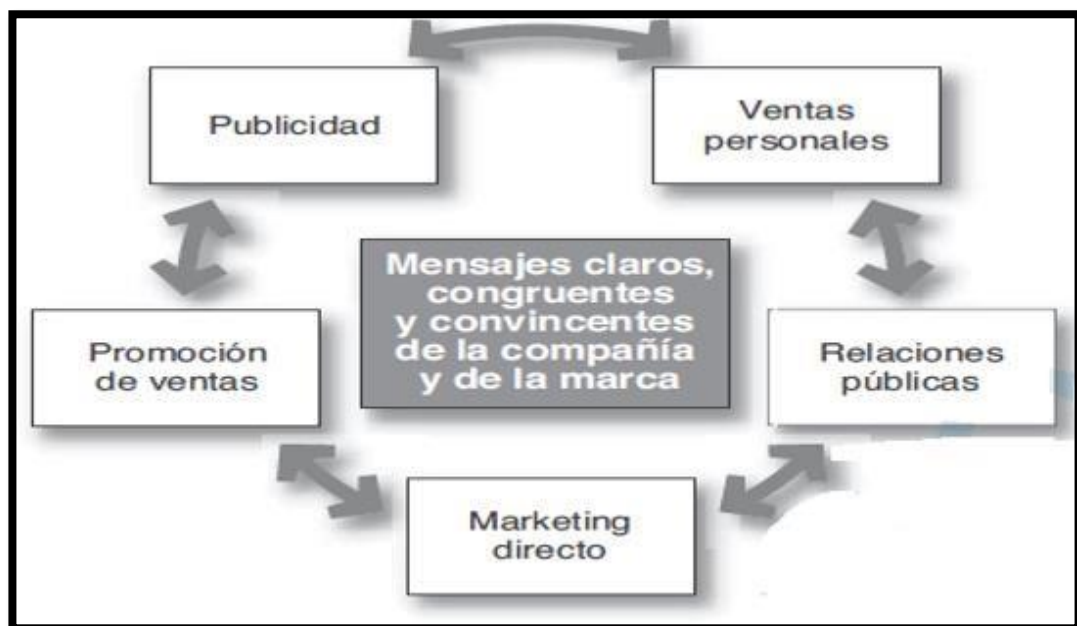 Publicidad
Ventas
personales
Mensajes claros,
congruentes
y convincentes
de la compañía
y de la marca
Promoción
de ventas
Relaciones
públicas
Marketing
directo